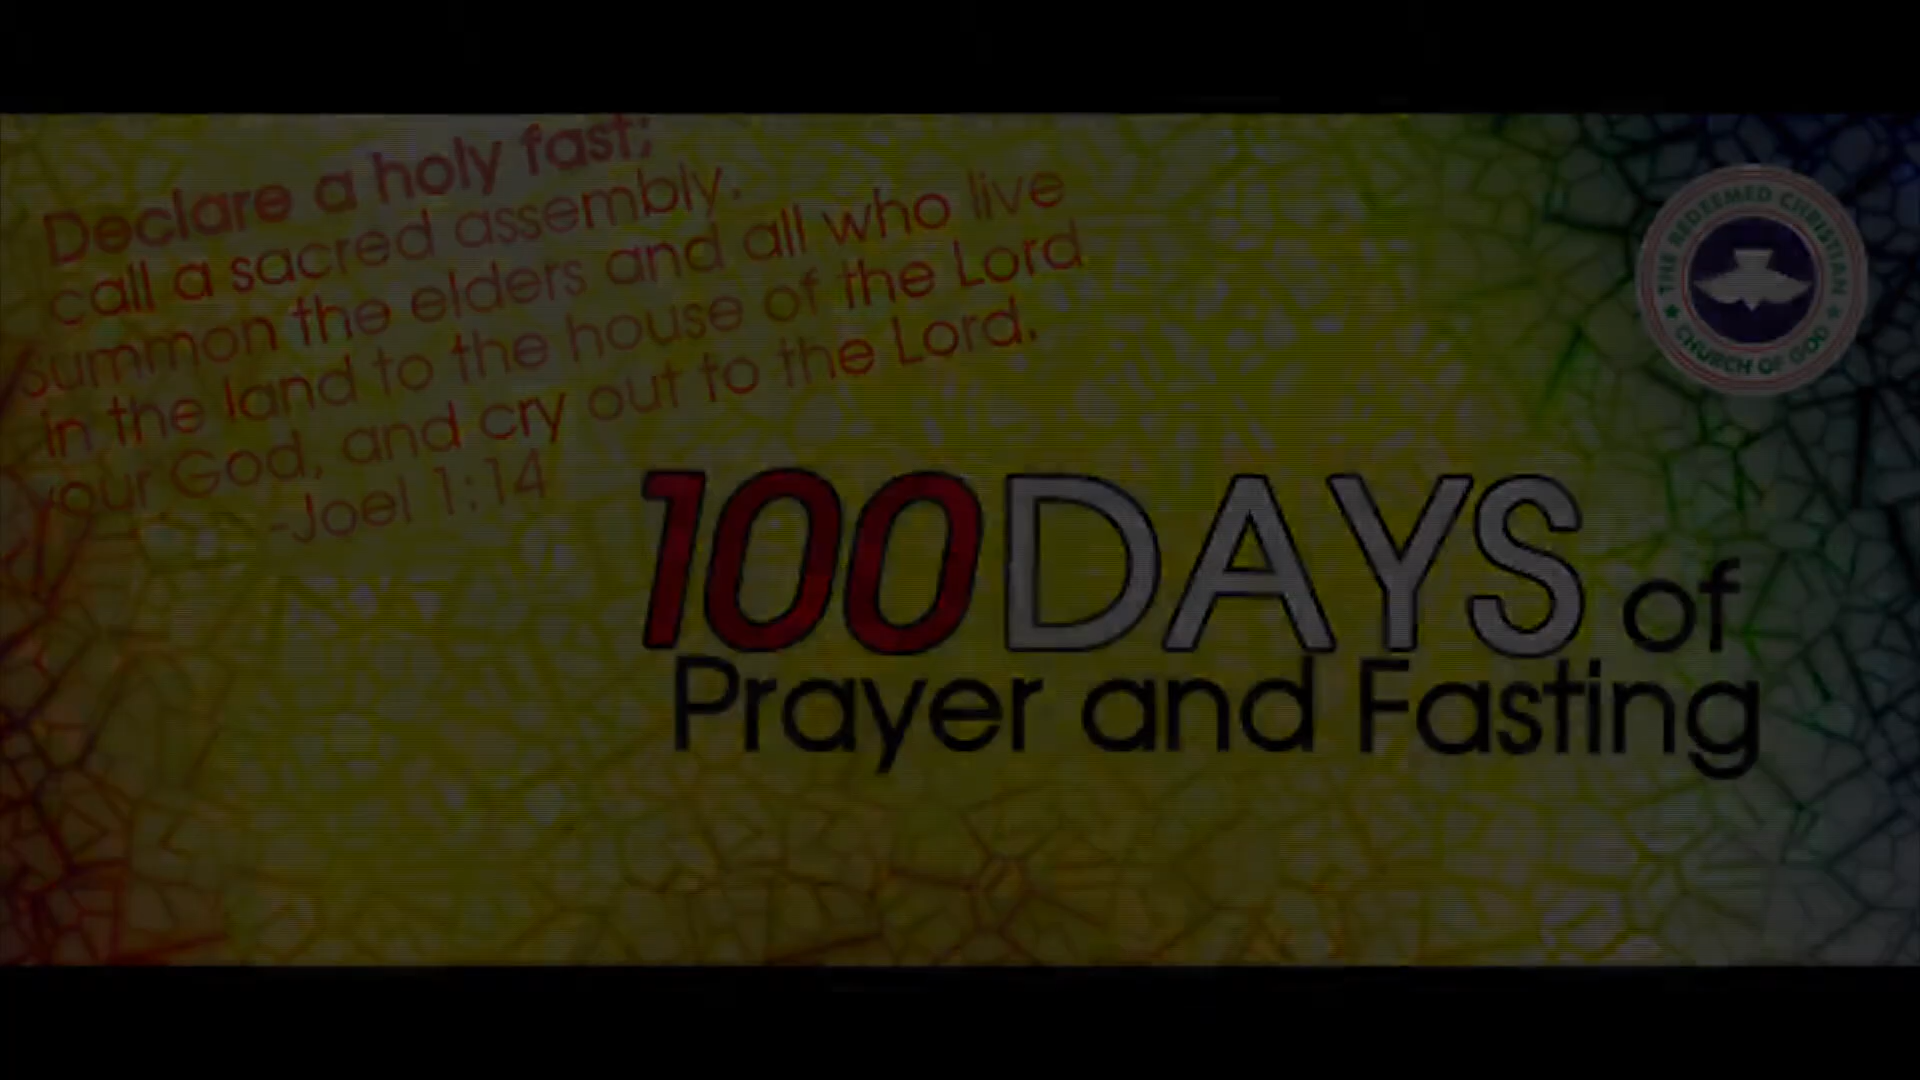 Declare a holy fast;
call a sacred assembly.
Summon the elders and all who live
in the land to the house of the Lord
your God, and cry out to the Lord.
-Joel 1:14
THE REDEEMED CHRISTIAN
CHURCH OF GOD
100 DAYS of
Prayer and Fasting